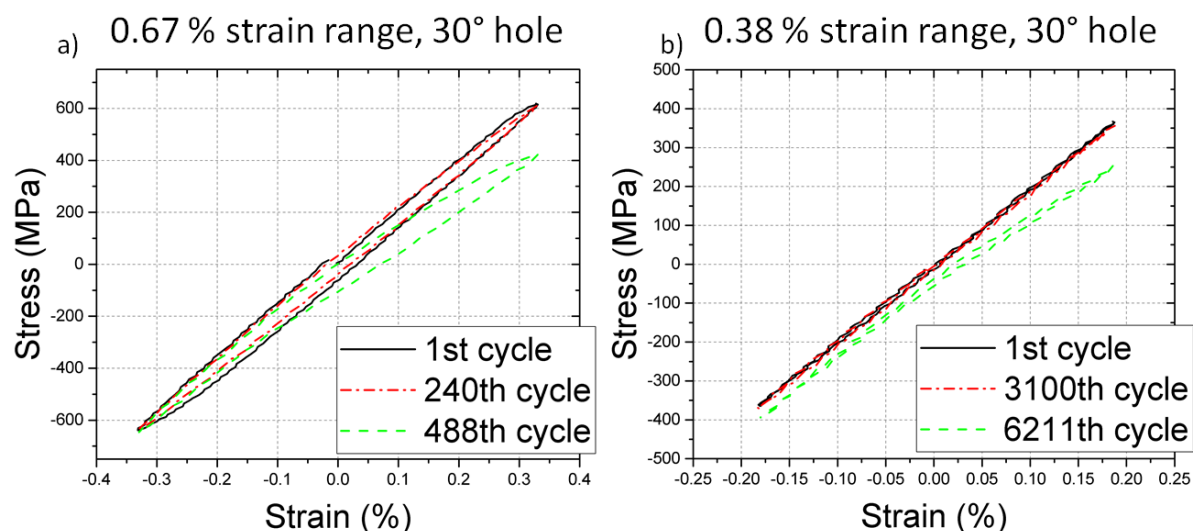 a) 0.67 % strain range, 30° hole
Stress (MPa)
600
400
200
0
-200
-400
-600
-0.4 -0.3 -0.2 -0.1 0.0 0.1 0.2 0.3 0.4
Strain (%)
1st cycle
240th cycle
488th cycle
b) 0.38 % strain range, 30° hole
Stress (MPa)
500
400
300
200
100
0
-100
-200
-300
-400
-500
-0.25 -0.20 -0.15 -0.10 -0.05 0.00 0.05 0.10 0.15 0.20 0.25
Strain (%)
1st cycle
3100th cycle
6211th cycle